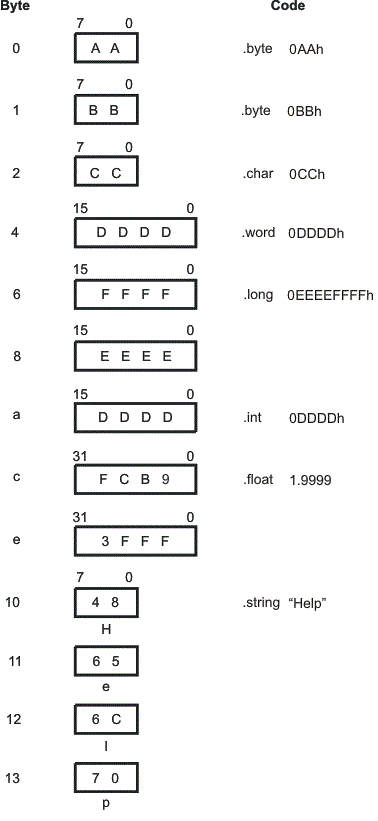 Byte Code
7 0
0 A A .byte 0AAh
7 0
1 B B .byte 0BBh
7 0
2 C C .char 0CCh
15 0
4 D D D D .word 0DDDDh
15 0
6 F F F F .long 0EEEEFFFFh
15 0
8 E E E E
15 0
a D D D D .int 0DDDDh
31 0
c F C B 9 .float 1.9999
31 0
e 3 F F F
7 0
10 4 8 .string “Help”
H
11 6 5
e
12 6 C
l
13 7 0
p